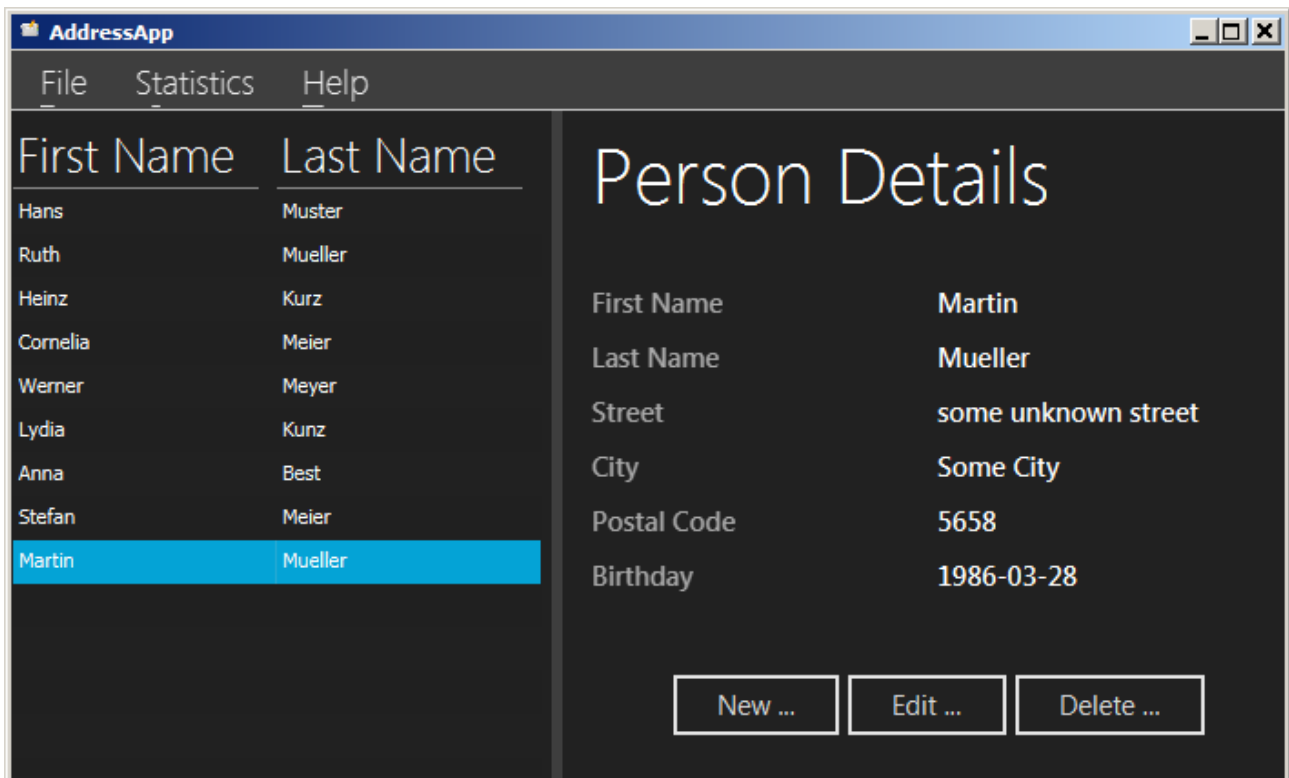 AddressApp
File Statistics Help
First Name Last Name
Hans Muster
Ruth Mueller
Heinz Kurz
Cornelia Meier
Werner Meyer
Lydia Kunz
Anna Best
Stefan Meier
Martin Mueller
Person Details
First Name Martin
Last Name Mueller
Street some unknown street
City Some City
Postal Code 5658
Birthday 1986-03-28
New ... Edit ... Delete ...